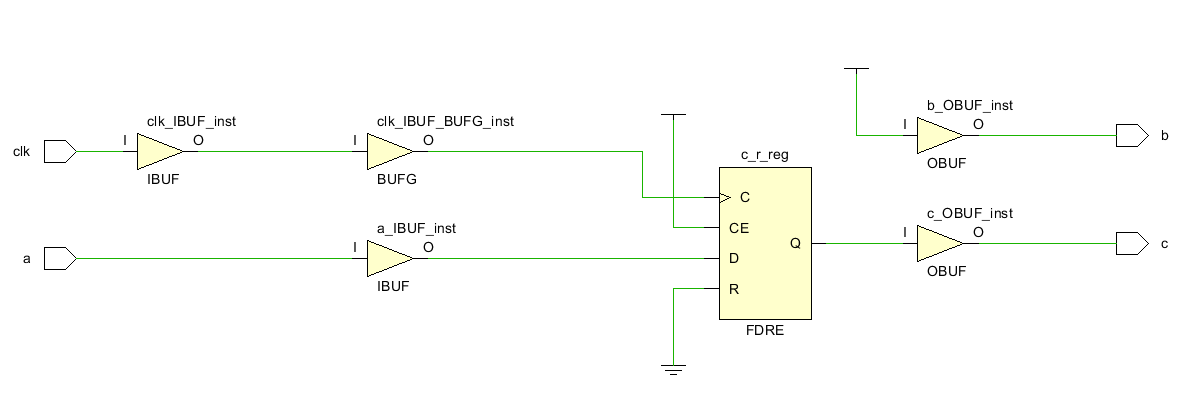 b_OBUF_inst
clk_IBUF_inst
clk_IBUF_BUFG_inst
I
O
b
I
O
I
O
clk
c_r_reg
OBUF
IBUF
BUFG
C
c_OBUF_inst
a_IBUF_inst
CE
I
O
I
O
Q
c
a
D
OBUF
IBUF
R
FDRE